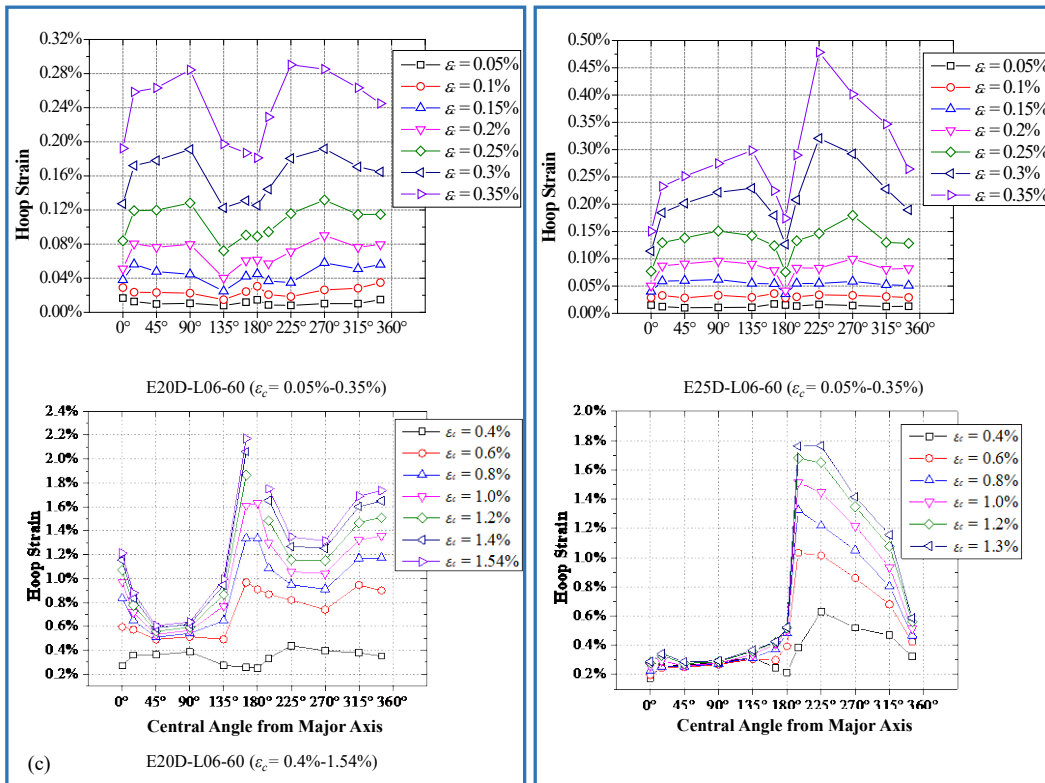 0.32%
0.28%
0.24%
0.20%
0.16%
0.12%
0.08%
0.04%
0.00%
Hoop Strain
0° 45° 90° 135° 180° 225° 270° 315° 360°
ε = 0.05%
ε = 0.1%
ε = 0.15%
ε = 0.2%
ε = 0.25%
ε = 0.3%
ε = 0.35%
E20D-L06-60 (εc = 0.05%-0.35%)
0.50%
0.45%
0.40%
0.35%
0.30%
0.25%
0.20%
0.15%
0.10%
0.05%
0.00%
Hoop Strain
0° 45° 90° 135° 180° 225° 270° 315° 360°
ε = 0.05%
ε = 0.1%
ε = 0.15%
ε = 0.2%
ε = 0.25%
ε = 0.3%
ε = 0.35%
E25D-L06-60 (εc = 0.05%-0.35%)
2.4%
2.2%
2.0%
1.8%
1.6%
1.4%
1.2%
1.0%
0.8%
0.6%
0.4%
0.2%
Hoop Strain
0° 45° 90° 135° 180° 225° 270° 315° 360°
Central Angle from Major Axis
εc = 0.4%
εc = 0.6%
εc = 0.8%
εc = 1.0%
εc = 1.2%
εc = 1.4%
εc = 1.54%
(c) E20D-L06-60 (εc = 0.4%-1.54%)
2.0%
1.8%
1.6%
1.4%
1.2%
1.0%
0.8%
0.6%
0.4%
0.2%
0.0%
Hoop Strain
0° 45° 90° 135° 180° 225° 270° 315° 360°
Central Angle from Major Axis
εc = 0.4%
εc = 0.6%
εc = 0.8%
εc = 1.0%
εc = 1.2%
εc = 1.3%